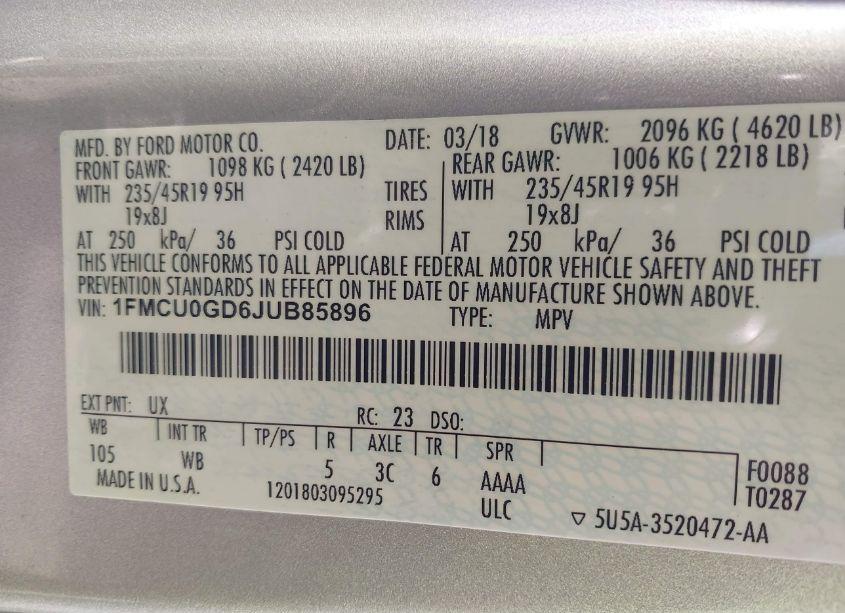 MFD. BY FORD MOTOR CO. DATE: 03/18 GVWR: 2096 KG ( 4620 LB)
FRONT GAWR: 1098 KG ( 2420 LB) REAR GAWR: 1006 KG ( 2218 LB)
WITH 235/45R19 95H TIRES WITH 235/45R19 95H
19x8J RIMS 19x8J
AT 250 kPa/ 36 PSI COLD AT 250 kPa/ 36 PSI COLD
THIS VEHICLE CONFORMS TO ALL APPLICABLE FEDERAL MOTOR VEHICLE SAFETY AND THEFT
PREVENTION STANDARDS IN EFFECT ON THE DATE OF MANUFACTURE SHOWN ABOVE.
VIN: 1FMCU0GD6JUB85896 TYPE: MPV
EXT PNT: UX RC: 23 DSO:
WB INT TR TP/PS R AXLE TR SPR
105 WB 5 3C 6 AAAA F0088
MADE IN U.S.A. 1201803095295 ULC T0287
▽ 5U5A-3520472-AA